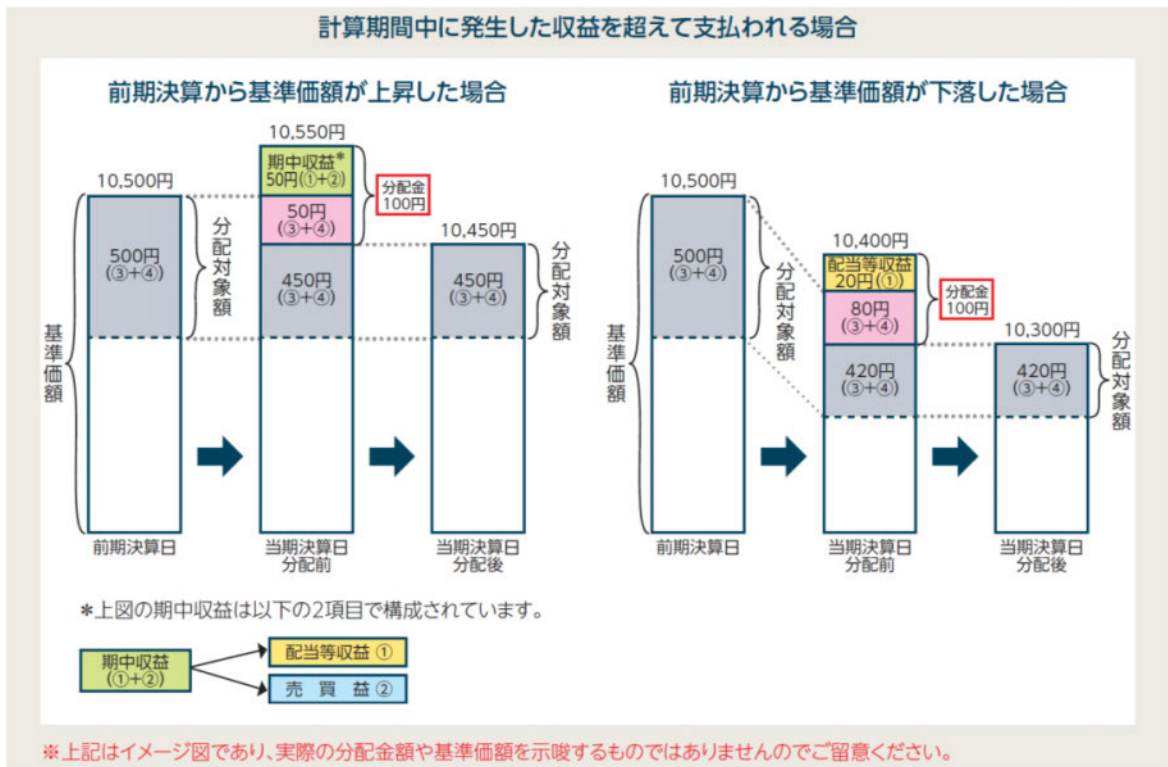 計算期間中に発生した収益を超えて支払われる場合
前期決算から基準価額が上昇した場合
10,500円
500円
(③+④)
分配対象額
基準価額
前期決算日
10,550円
期中収益*
50円(①+②)
50円
(③+④)
450円
(③+④)
分配金
100円
当期決算日
分配前
10,450円
450円
(③+④)
分配対象額
当期決算日
分配後
前期決算から基準価額が下落した場合
10,500円
500円
(③+④)
分配対象額
基準価額
前期決算日
10,400円
配当等収益
20円(①)
80円
(③+④)
420円
(③+④)
分配金
100円
当期決算日
分配前
10,300円
420円
(③+④)
分配対象額
当期決算日
分配後
*上図の期中収益は以下の2項目で構成されています。
期中収益
(①+②)
配当等収益 ①
売 買 益 ②
※上記はイメージ図であり、実際の分配金額や基準価額を示唆するものではありませんのでご留意ください。